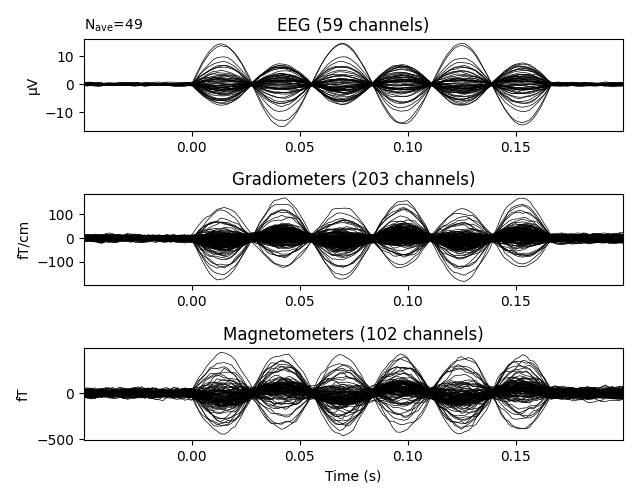 Nave=49
EEG (59 channels)
10
0
−10
µV
0.00 0.05 0.10 0.15
Gradiometers (203 channels)
100
0
−100
fT/cm
0.00 0.05 0.10 0.15
Magnetometers (102 channels)
0
−500
fT
0.00 0.05 0.10 0.15
Time (s)